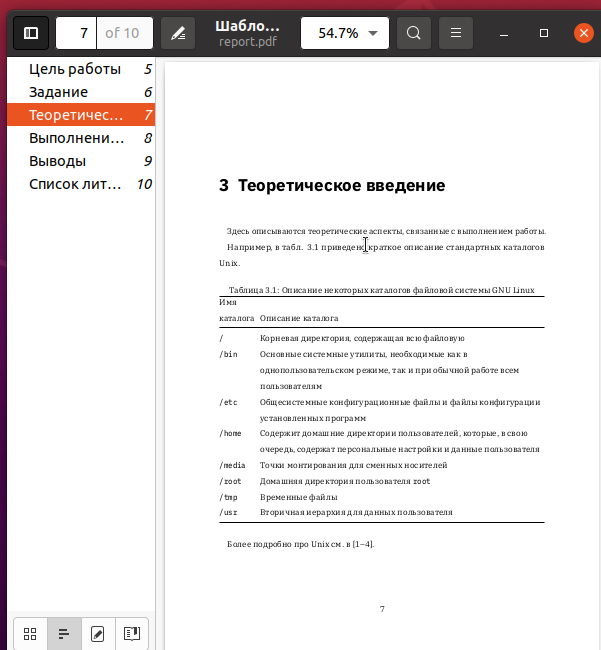 7 of 10
Шабло...
report.pdf
54.7%
Цель работы 5
Задание 6
Теоретичес... 7
Выполнени... 8
Выводы 9
Список лит... 10
3 Теоретическое введение
Здесь описываются теоретические аспекты, связанные с выполнением работы.
Например, в табл. 3.1 приведено краткое описание стандартных каталогов
Unix.
Таблица 3.1: Описание некоторых каталогов файловой системы GNU Linux
Имя
каталога Описание каталога
/ Корневая директория, содержащая всю файловую
/bin Основные системные утилиты, необходимые как в
однопользовательском режиме, так и при обычной работе всем
пользователям
/etc Общесистемные конфигурационные файлы и файлы конфигурации
установленных программ
/home Содержит домашние директории пользователей, которые, в свою
очередь, содержат персональные настройки и данные пользователя
/media Точки монтирования для сменных носителей
/root Домашняя директория пользователя root
/tmp Временные файлы
/usr Вторичная иерархия для данных пользователя
Более подробно про Unix см. в [1–4].
7